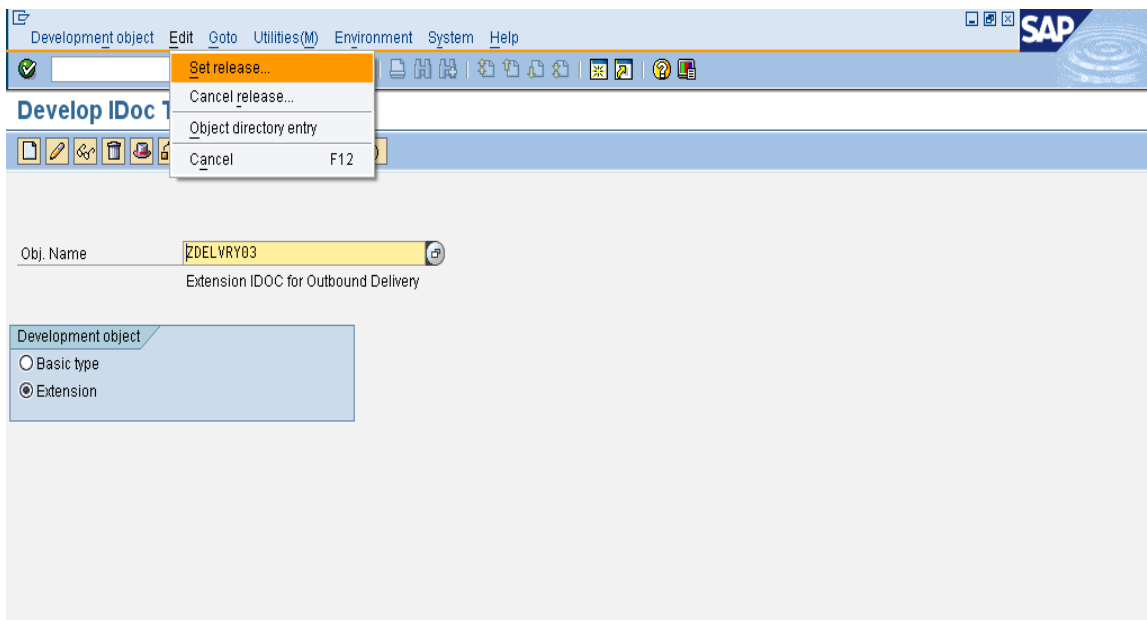 Development object Edit Goto Utilities(M) Environment System Help
SAP
Set release...
Cancel release...
Develop IDoc
Object directory entry
Cancel F12
Obj. Name ZDELVRY03
Extension IDOC for Outbound Delivery
Development object
Basic type
Extension